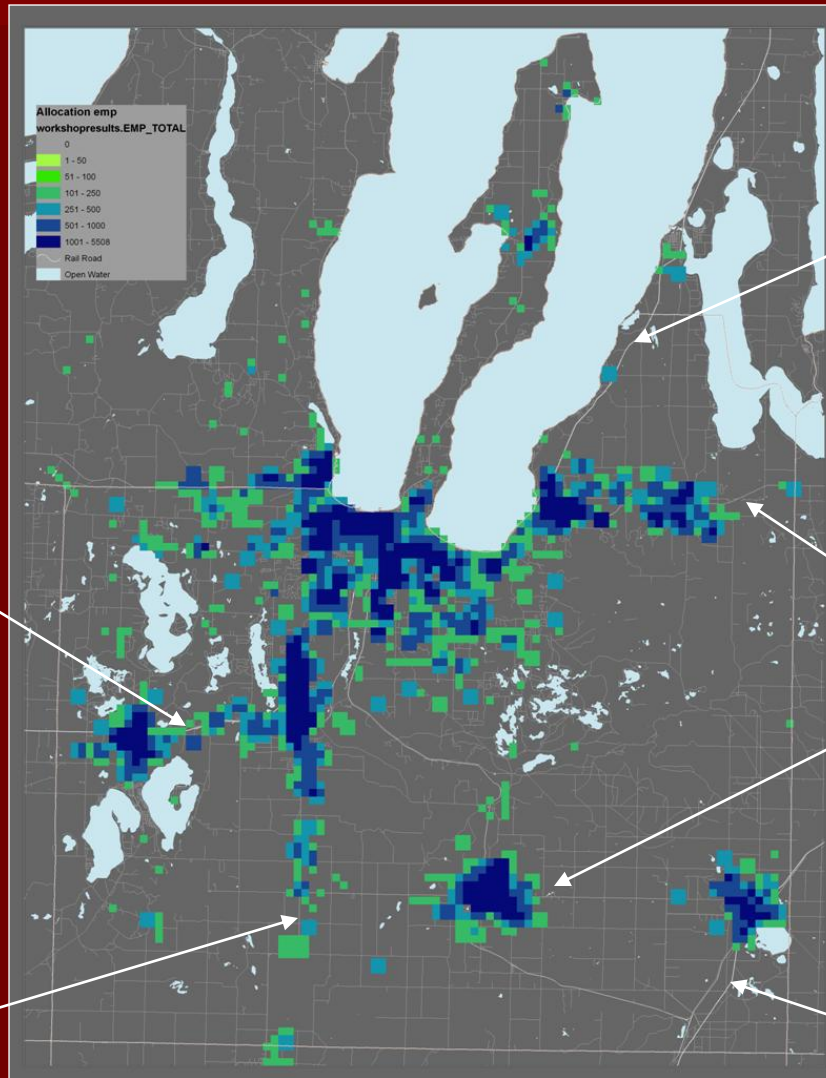 Allocation emp
workshopresults.EMP_TOTAL
0
1 - 50
51 - 100
101 - 250
251 - 500
501 - 1000
1001 - 5508
Rail Road
Open Water